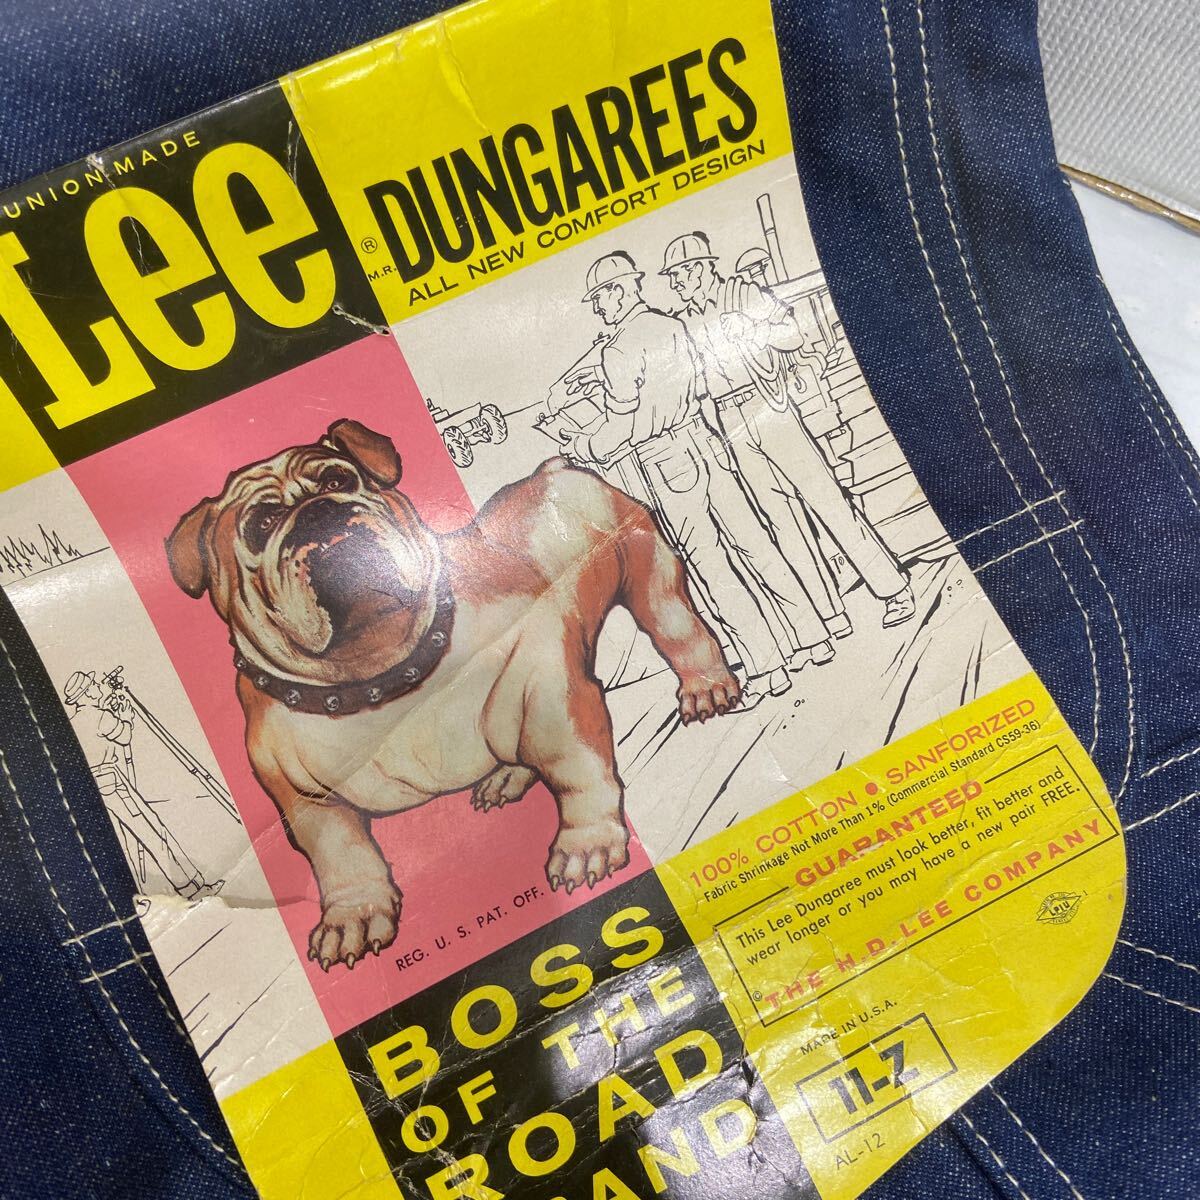 UNION MADE
Lee
®
M.R.
DUNGAREES
ALL NEW COMFORT DESIGN
REG. U. S. PAT. OFF.
BOSS
OF THE
ROAD
BRAND
100% COTTON • SANFORIZED
Fabric Shrinkage Not More Than 1% (Commercial Standard CS59-36)
GUARANTEED
This Lee Dungaree must look better, fit better and
wear longer or you may have a new pair FREE.
© THE H.D. LEE COMPANY
MADE IN U.S.A.
11-Z
AL-12